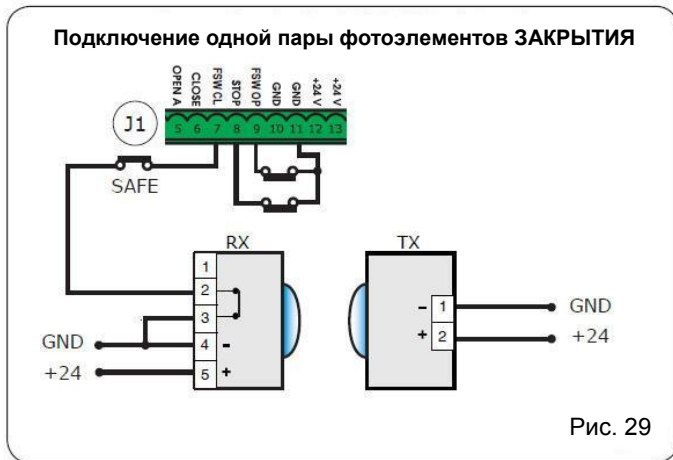 Подключение одной пары фотоэлементов ЗАКРЫТИЯ
OPEN A CLOSE FSW CL STOP FSW OP GND GND +24 V +24 V
J1 5 6 7 8 9 10 11 12 13
SAFE
RX TX
1
2
3
GND 4 -
+24 5 +
- 1 GND
+ 2 +24
Рис. 29